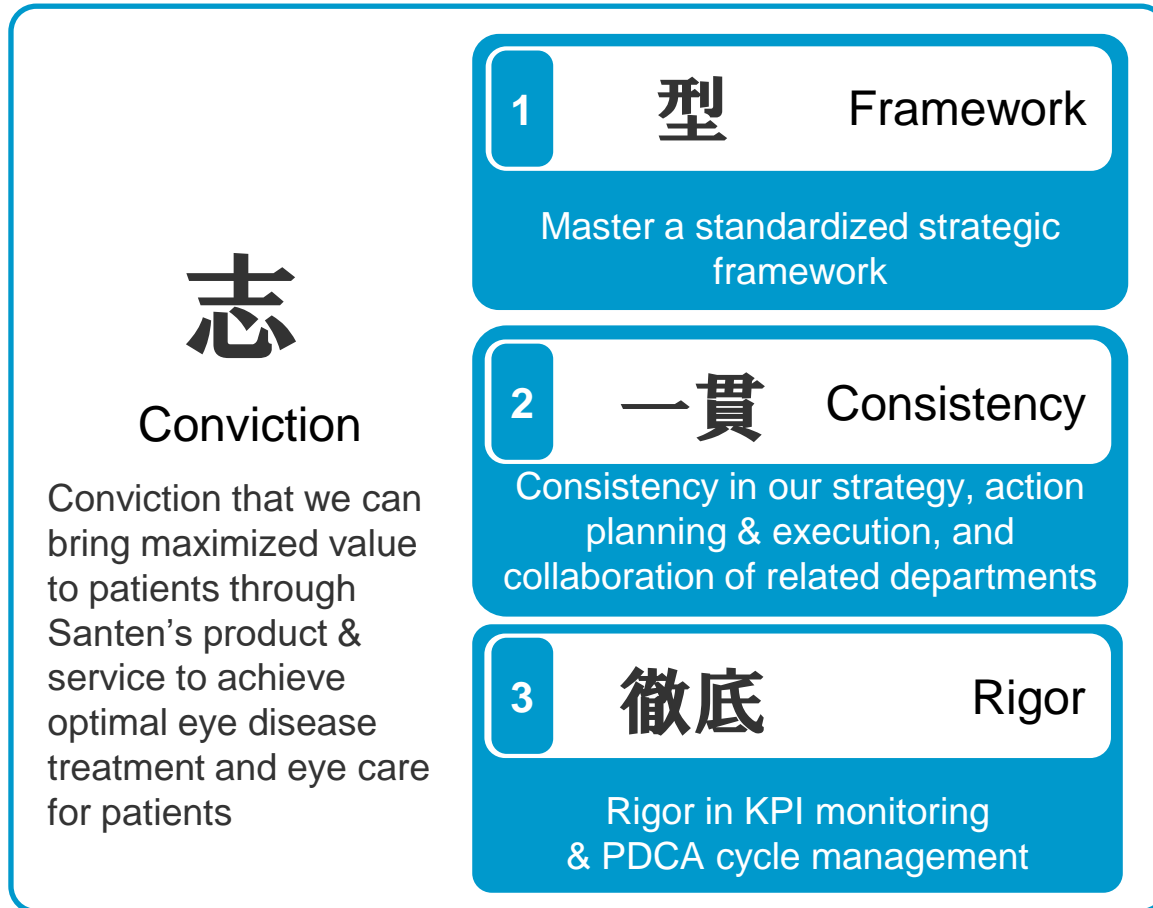 志
Conviction
Conviction that we can
bring maximized value
to patients through
Santen’s product &
service to achieve
optimal eye disease
treatment and eye care
for patients
1 型 Framework
Master a standardized strategic
framework
2 一貫 Consistency
Consistency in our strategy, action
planning & execution, and
collaboration of related departments
3 徹底 Rigor
Rigor in KPI monitoring
& PDCA cycle management